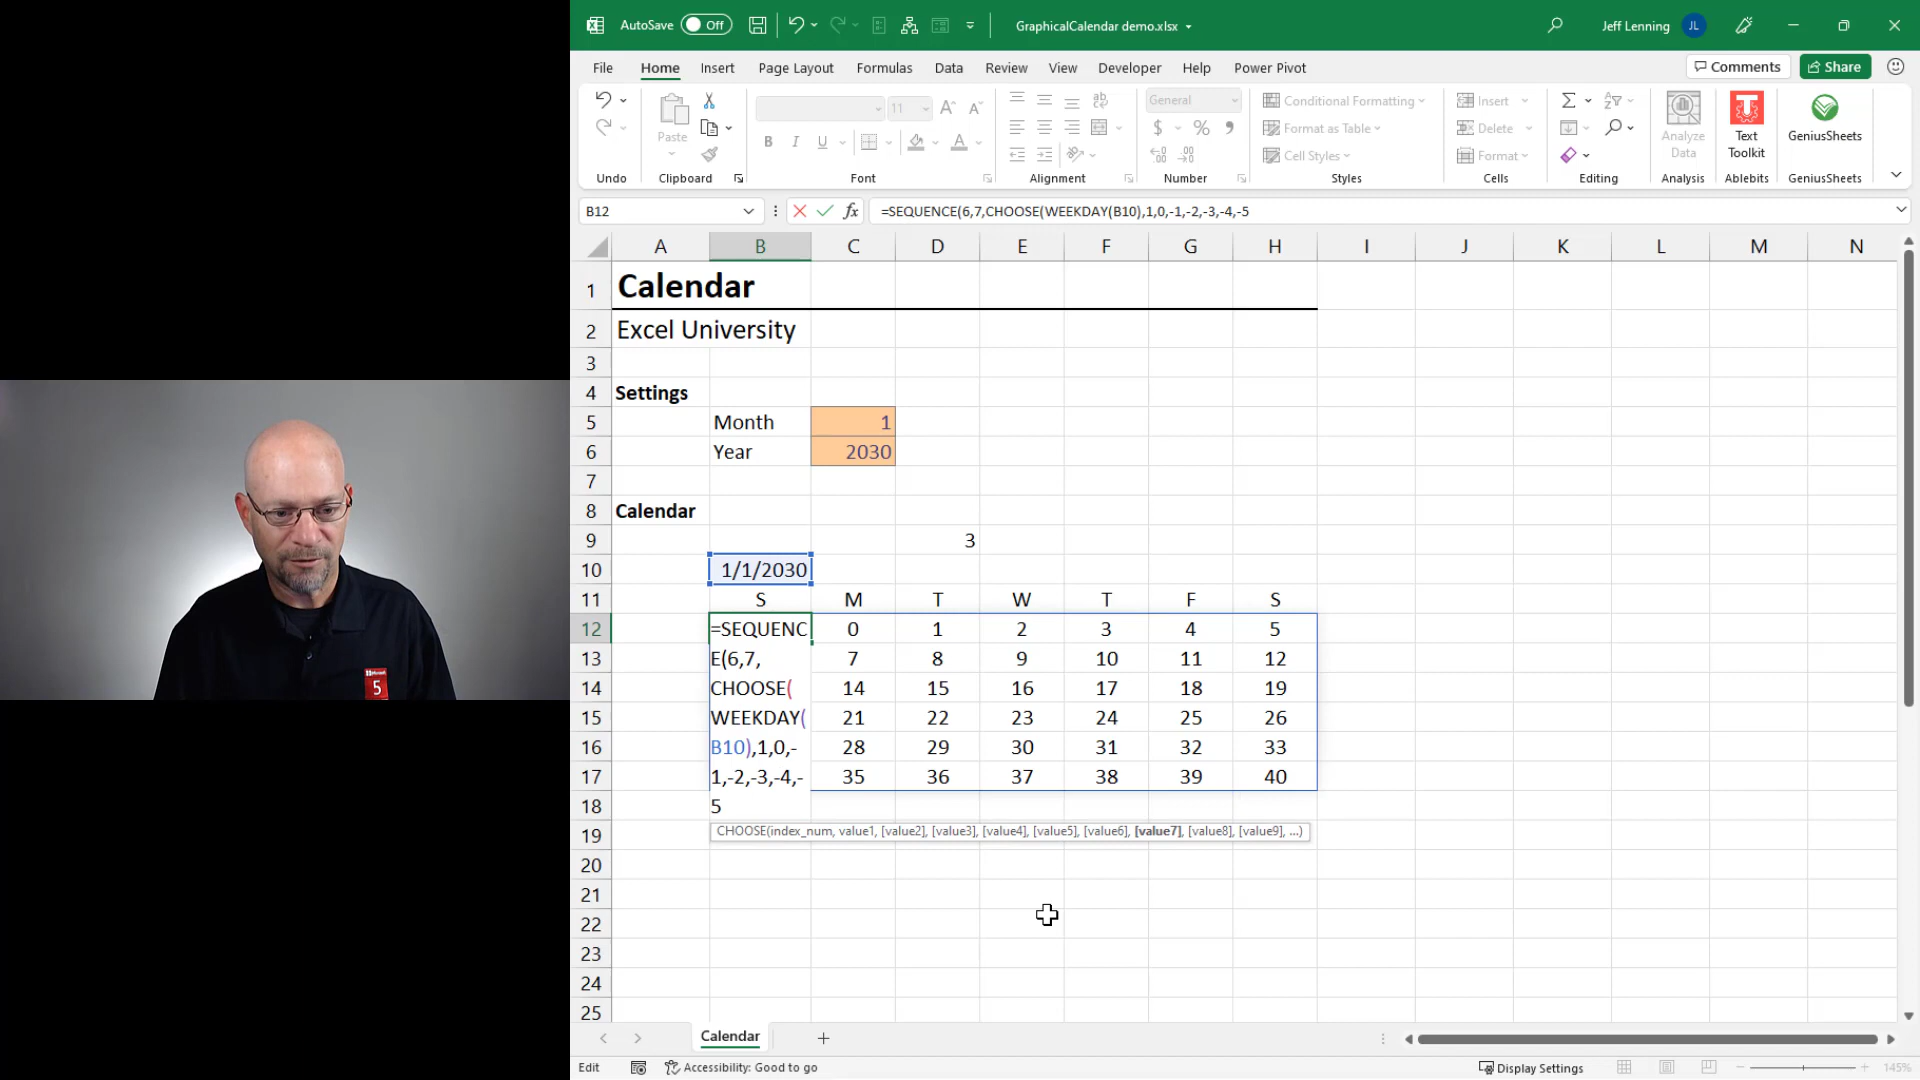 AutoSave Off GraphicalCalendar demo.xlsx Jeff Lenning JL
File Home Insert Page Layout Formulas Data Review View Developer Help Power Pivot Comments Share
Paste 11 General Conditional Formatting Insert Analyze Data Text Toolkit GeniusSheets
B I U $ % Format as Table Delete
Cell Styles Format
Undo Clipboard Font Alignment Number Styles Cells Editing Analysis Ablebits GeniusSheets
B12 fx =SEQUENCE(6,7,CHOOSE(WEEKDAY(B10),1,0,-1,-2,-3,-4,-5
A B C D E F G H I J K L M N
1 Calendar
2 Excel University
3
4 Settings
5 Month 1
6 Year 2030
7
8 Calendar
9 3
10 1/1/2030
11 S M T W T F S
12 =SEQUENC 0 1 2 3 4 5
13 E(6,7, 7 8 9 10 11 12
14 CHOOSE( 14 15 16 17 18 19
15 WEEKDAY( 21 22 23 24 25 26
16 B10),1,0,- 28 29 30 31 32 33
17 1,-2,-3,-4,- 35 36 37 38 39 40
18 5
19 CHOOSE(index_num, value1, [value2], [value3], [value4], [value5], [value6], [value7], [value8], [value9], ...)
20
21
22
23
24
25
5
Calendar
Edit Accessibility: Good to go Display Settings 145%